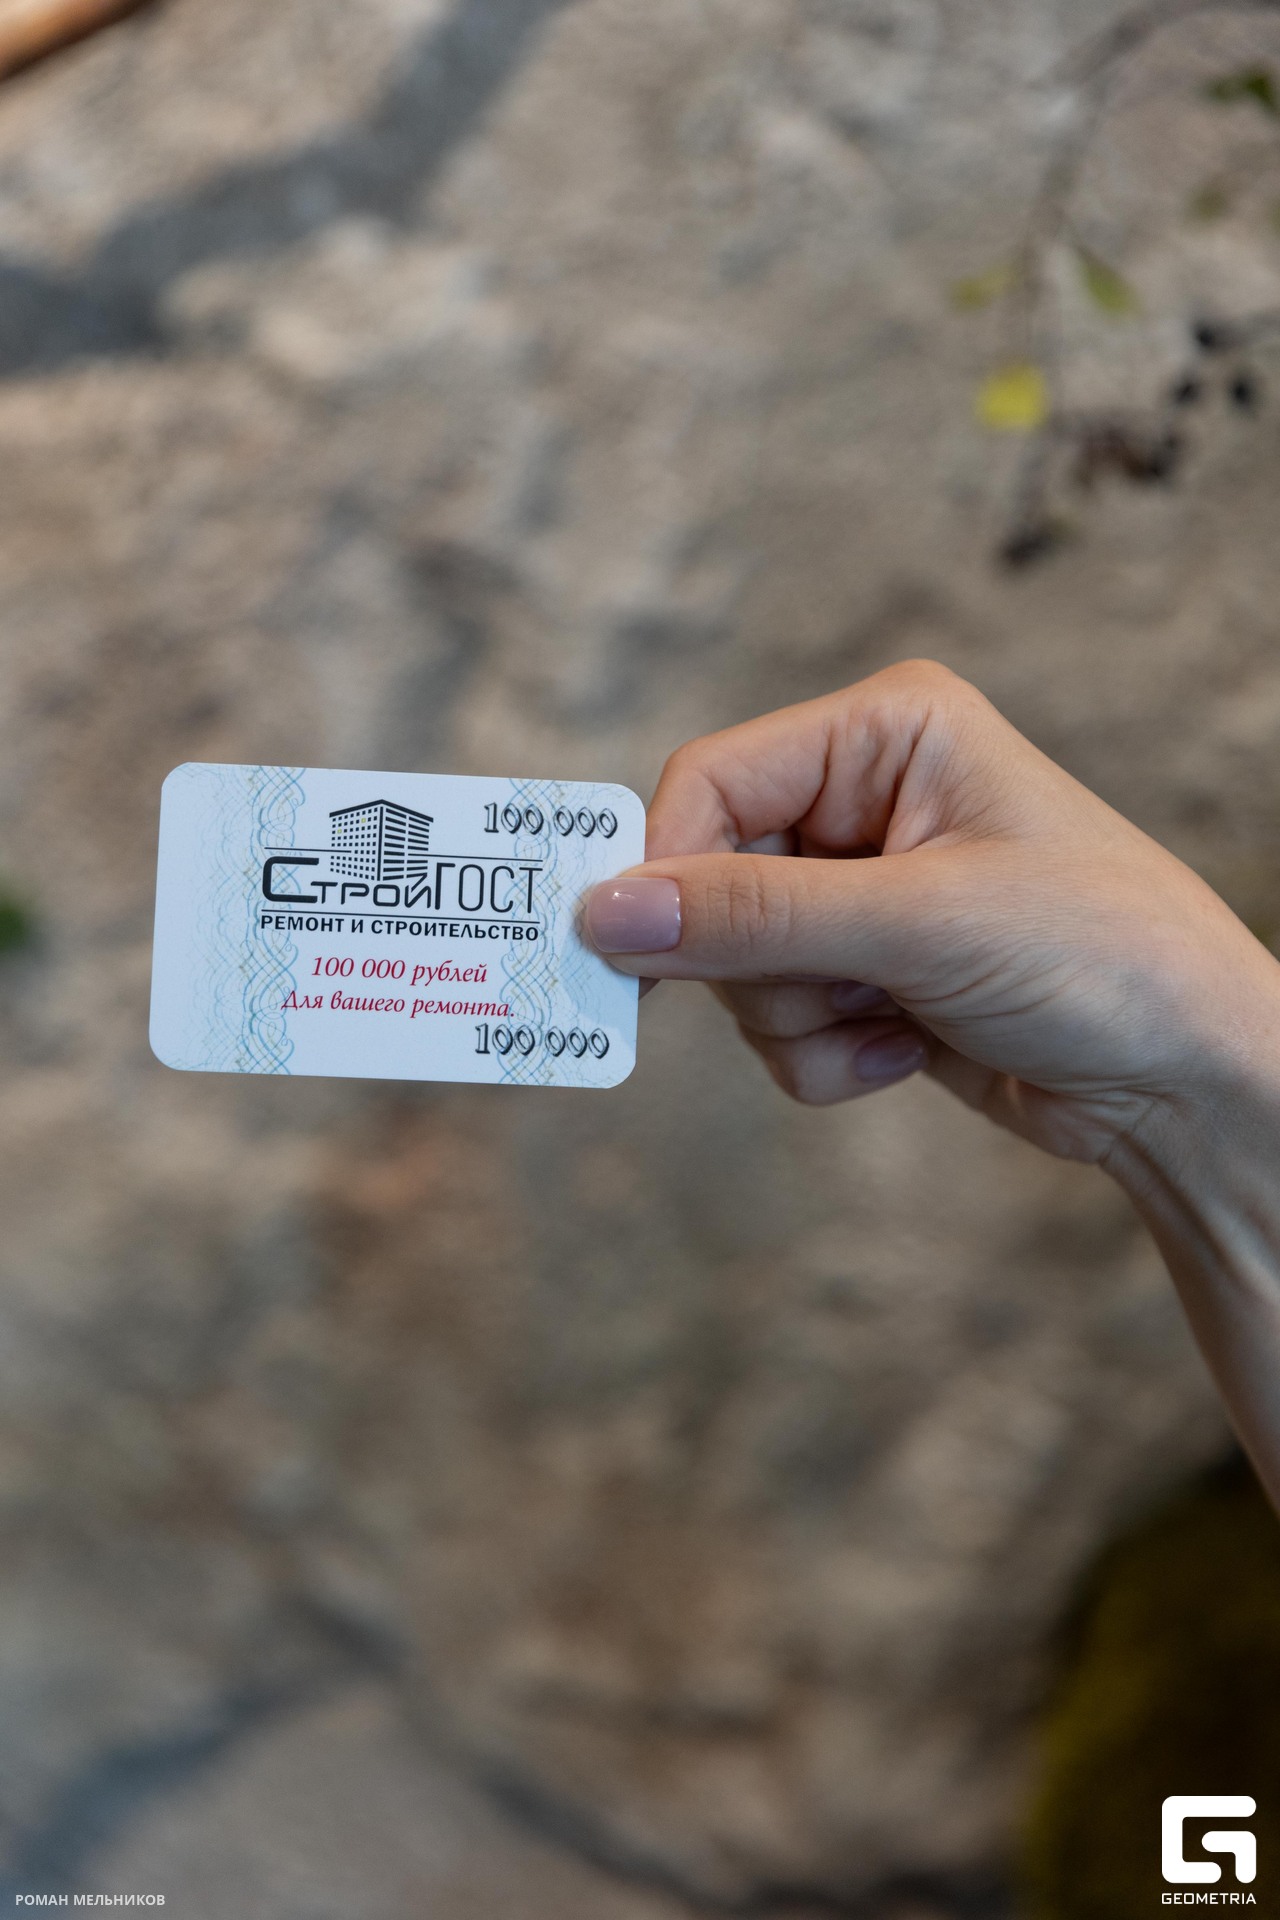 100 000
СТРОЙГОСТ
РЕМОНТ И СТРОИТЕЛЬСТВО
100 000 рублей
Для вашего ремонта.
100 000
РОМАН МЕЛЬНИКОВ
GEOMETRIA